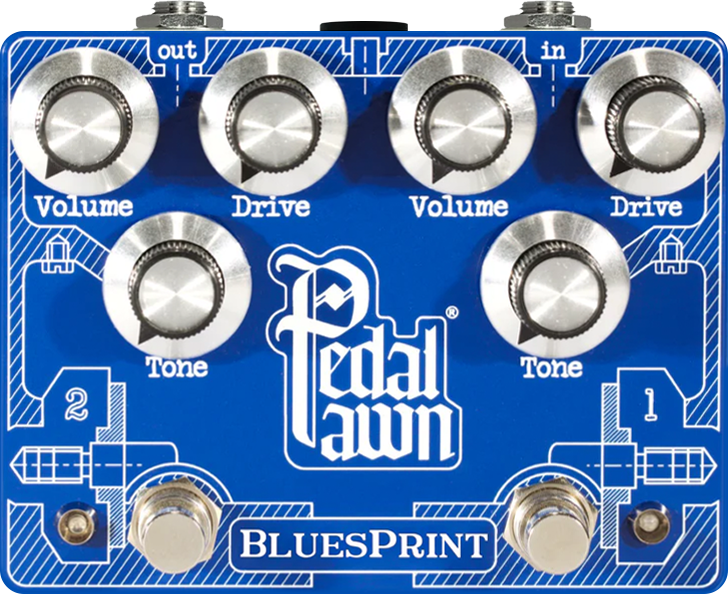 out in
Volume Drive Volume Drive
Tone Tone
Pedal ®
Pawn
2 1
BLUESPRINT